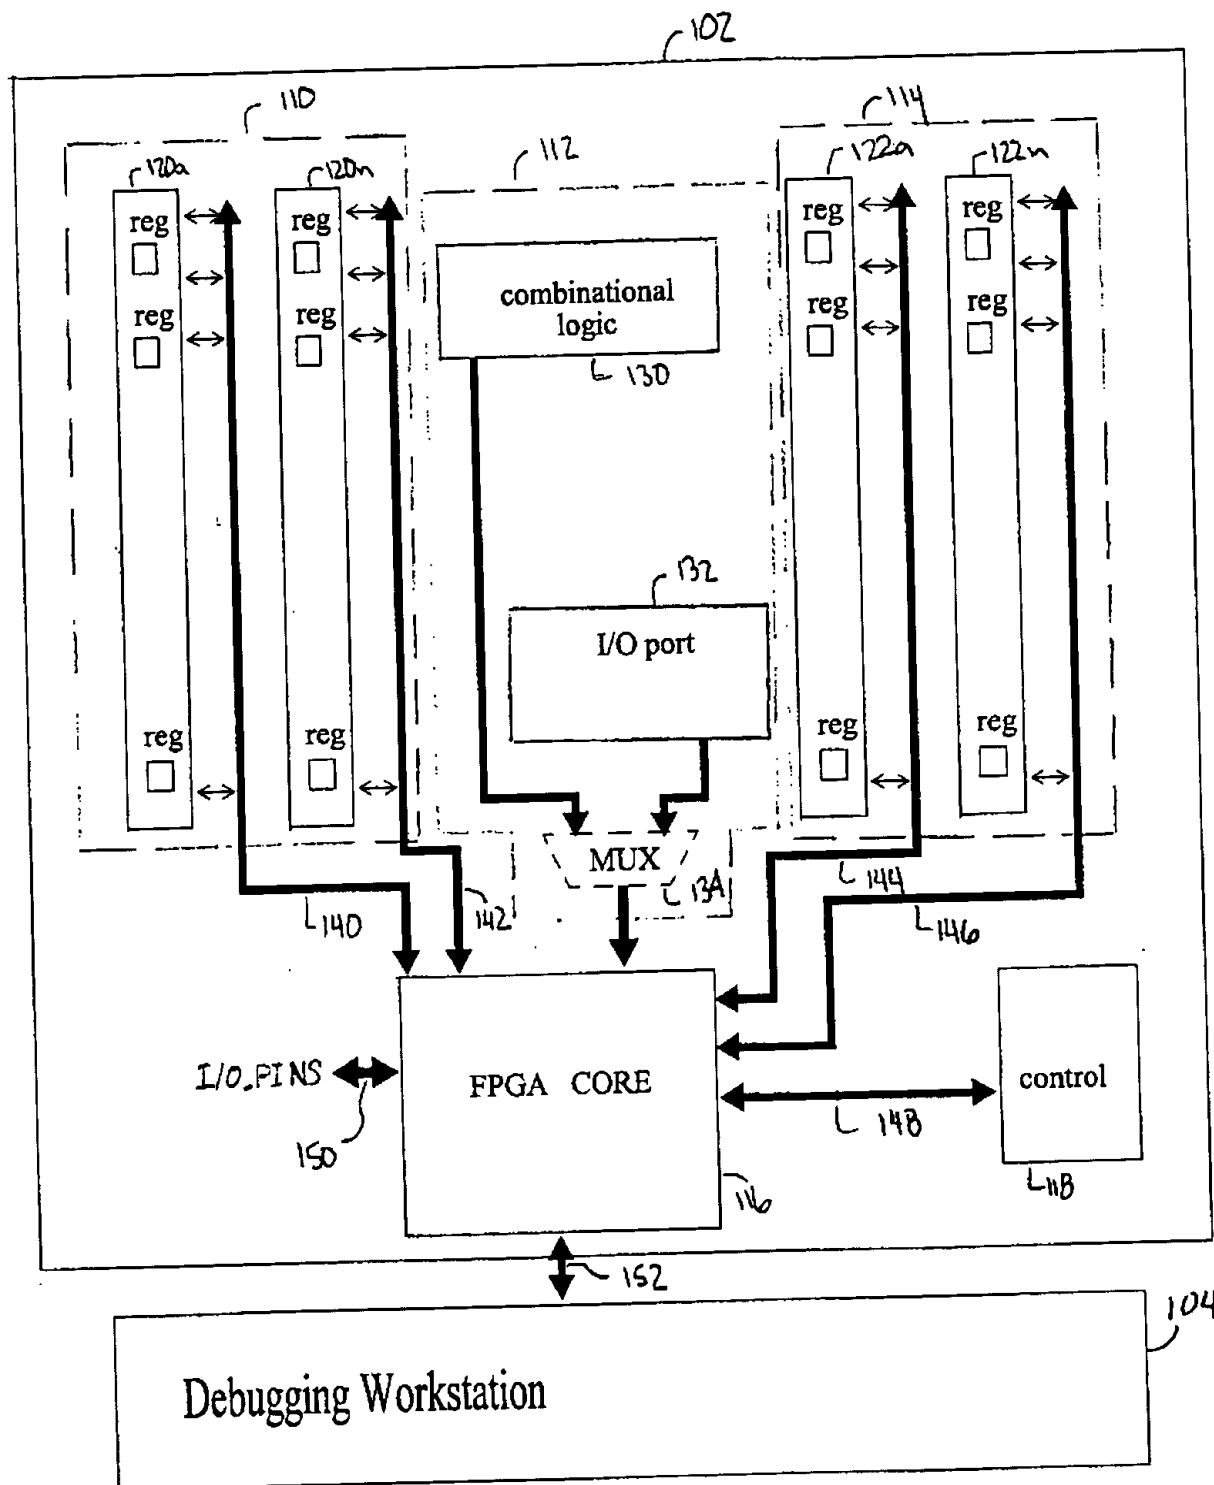 102
110
112
114
120a
120n
122a
122n
reg
reg
reg
reg
reg
reg
reg
reg
combinational
logic
130
132
I/O port
reg
reg
reg
reg
MUX
134
140
142
144
146
I/O PINS
150
FPGA CORE
116
148
control
118
152
104
Debugging Workstation